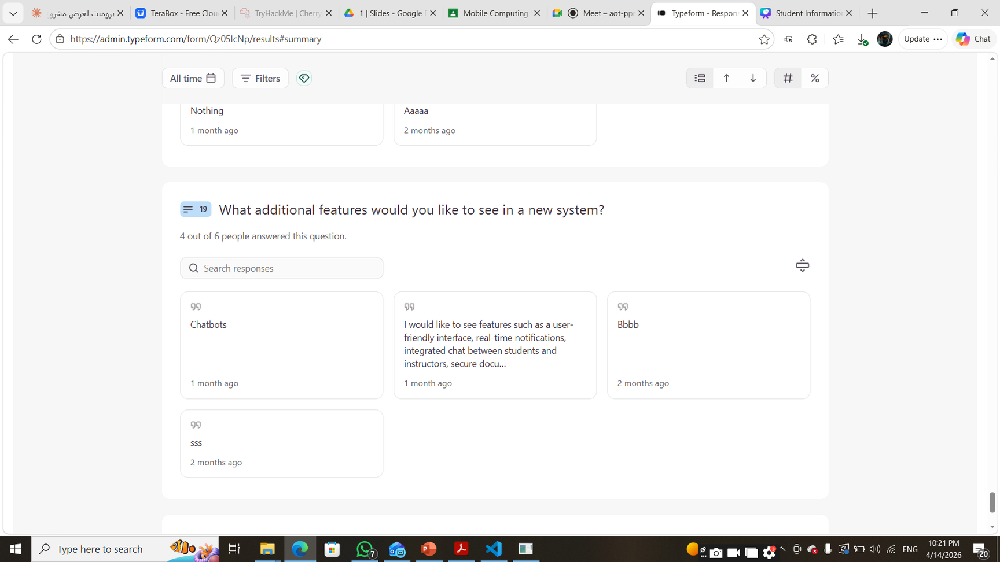 برومبت لعرض مشرو
TeraBox - Free Clou
TryHackMe | Cherry
1 | Slides - Google D
Mobile Computing
Meet – aot-ppr
Typeform - Respons
Student Information
https://admin.typeform.com/form/Qz05IcNp/results#summary
Update
Chat
All time
Filters
# %
Nothing
1 month ago
Aaaaa
2 months ago
19 What additional features would you like to see in a new system?
4 out of 6 people answered this question.
Search responses
Chatbots
1 month ago
I would like to see features such as a user-
friendly interface, real-time notifications,
integrated chat between students and
instructors, secure docu...
1 month ago
Bbbb
2 months ago
sss
2 months ago
Type here to search
7
3
ENG
10:21 PM
4/14/2026
20